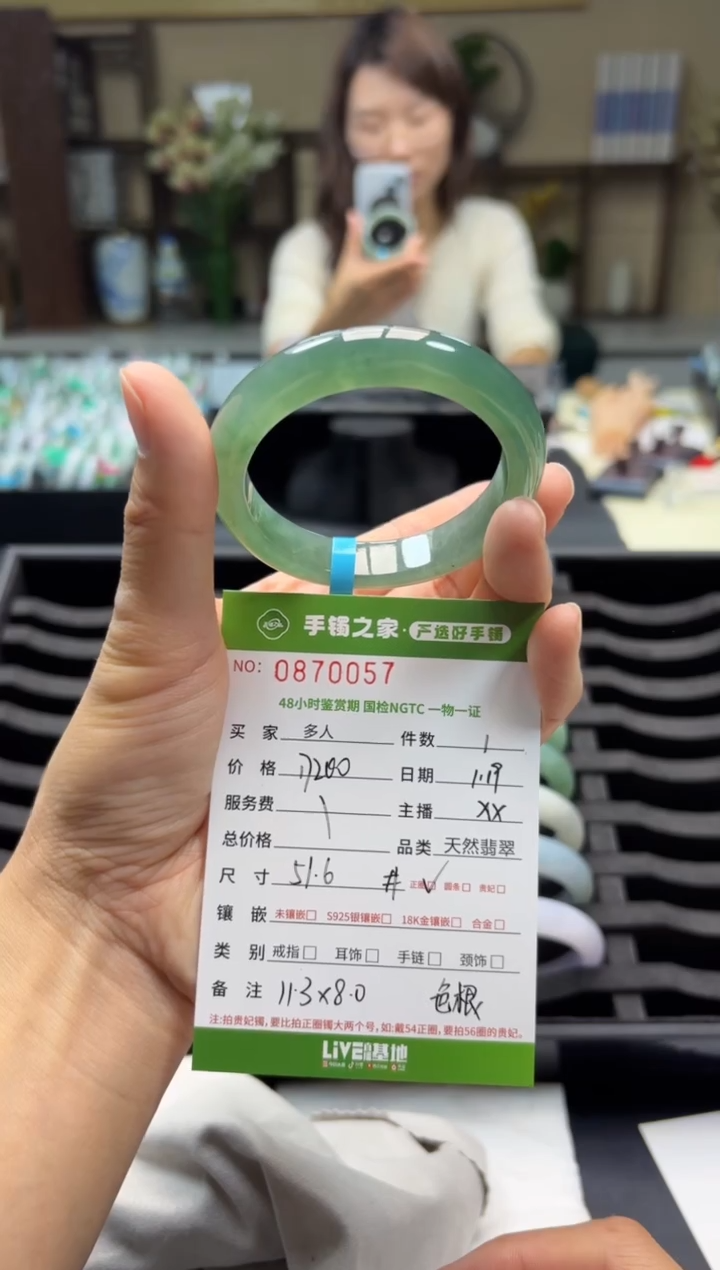 手镯之家·严选好手镯
NO: 0870057
48小时鉴赏期 国检NGTC 一物一证
买 家 多人 件数 1
价 格 17200 日期 1.19
服务费 \ 主播 XX
总价格 品类 天然翡翠
尺 寸 51.6 # 正圈☑ 圆条□ 贵妃□
镶 嵌 未镶嵌□ S925银镶嵌□ 18K金镶嵌□ 合金□
类 别 戒指□ 耳饰□ 手链□ 颈饰□
备 注 11.3x8.0 色根
注:拍贵妃镯,要比拍正圈镯大两个号,如:戴54正圈,要拍56圈的贵妃。
LiVE 基地